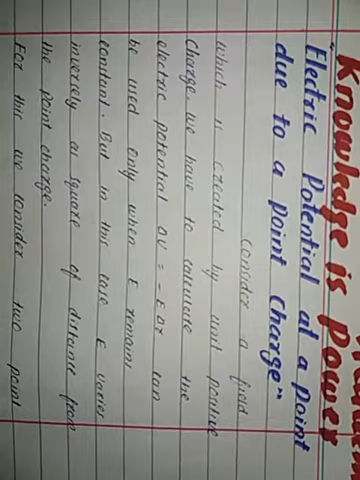 Knowledge is Power
Electric Potential at a Point
due to a Point Charge"
Consider a field
which is created by unit positive
Charge. we have to calculate the
electric potential ΔV = - EΔr can
be used only when E remains
constant. But in this case E varies
inversely as square of distance from
the point charge.
For this we consider two point